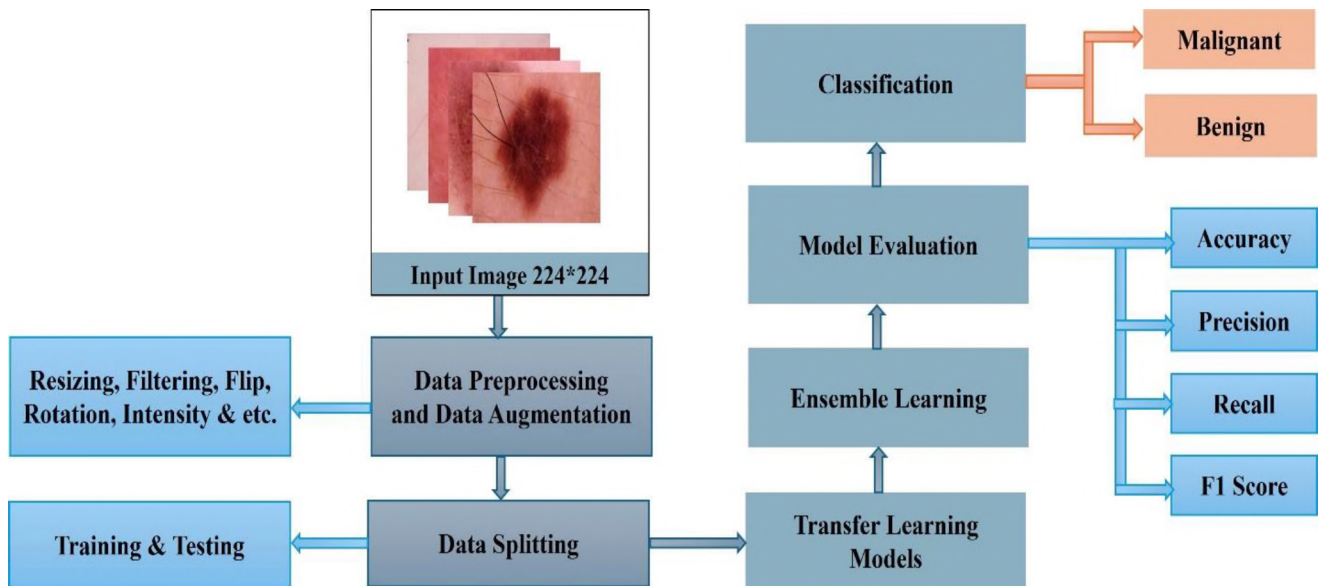 Input Image 224*224
Resizing, Filtering, Flip,
Rotation, Intensity & etc.
Data Preprocessing
and Data Augmentation
Training & Testing
Data Splitting
Transfer Learning
Models
Ensemble Learning
Model Evaluation
Classification
Malignant
Benign
Accuracy
Precision
Recall
F1 Score